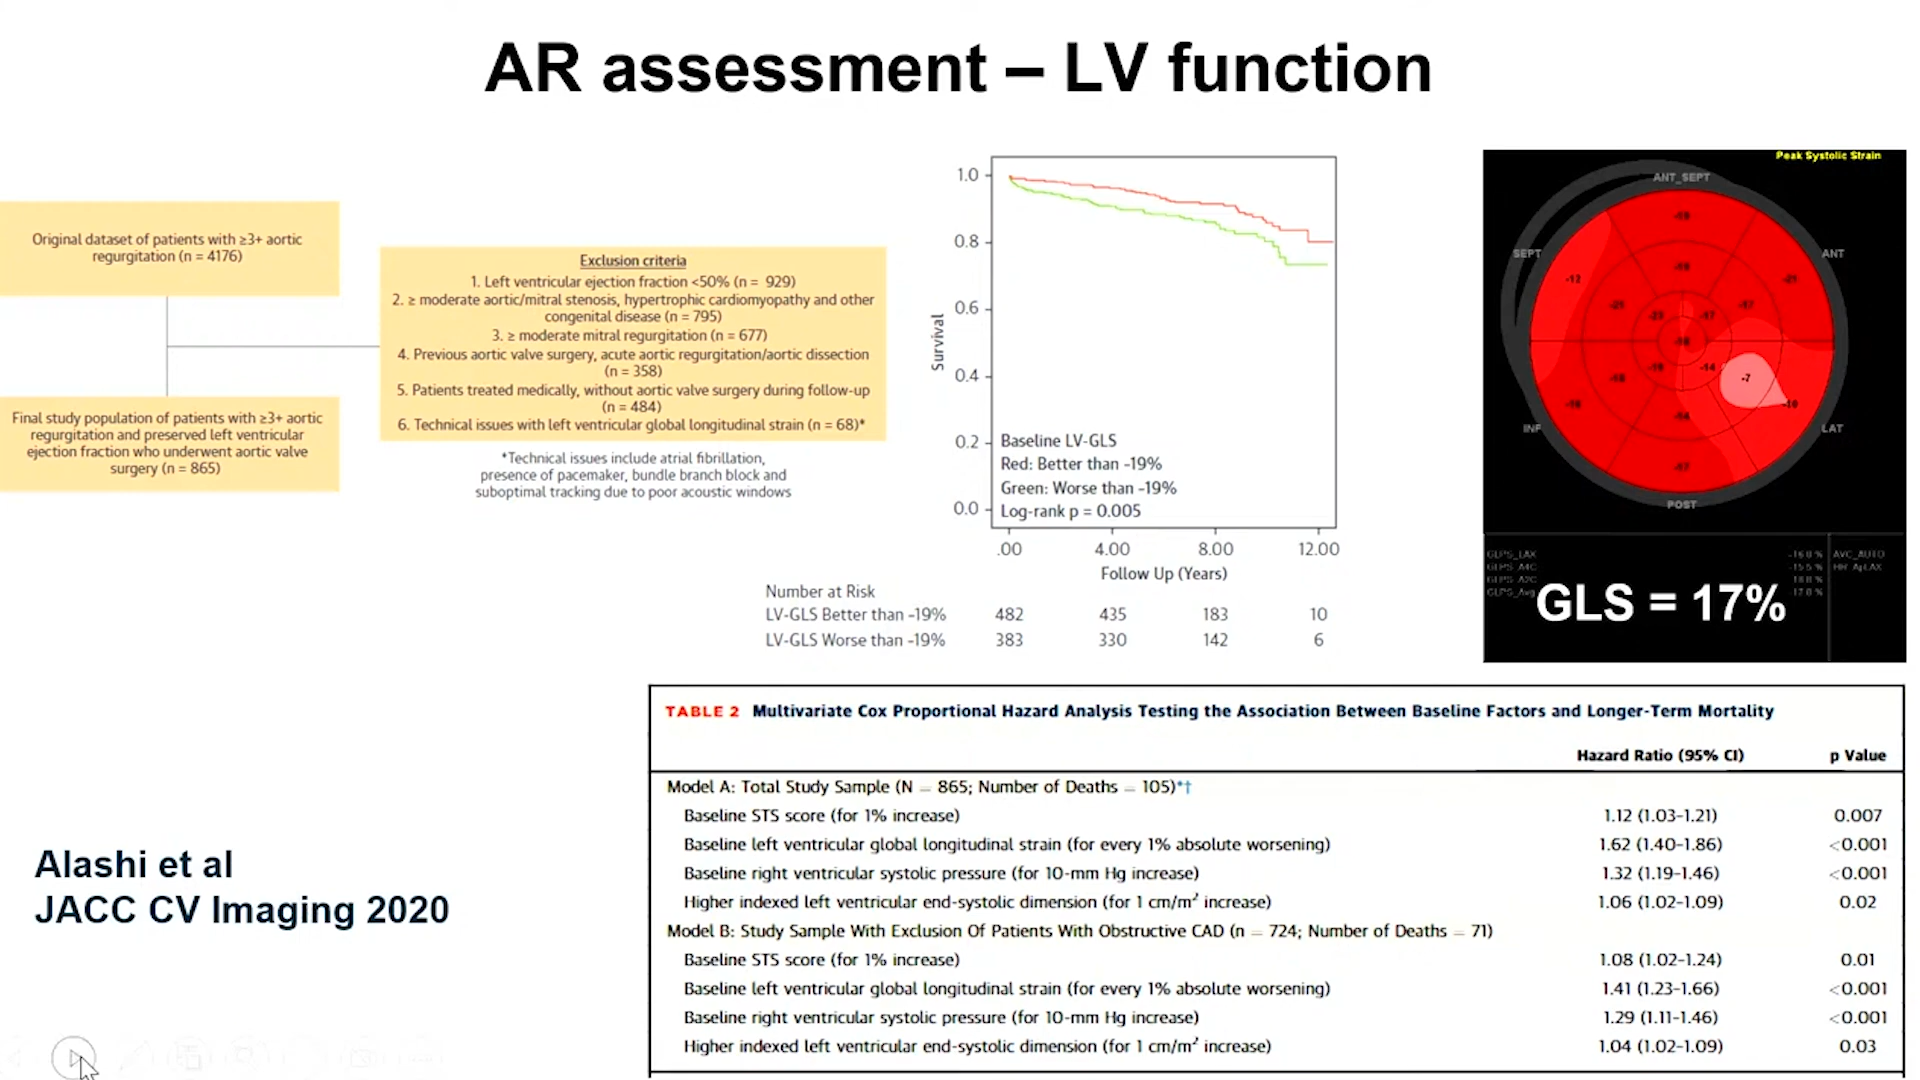 AR assessment – LV function
Original dataset of patients with ≥3+ aortic
regurgitation (n = 4176)
Exclusion criteria
1. Left ventricular ejection fraction <50% (n = 929)
2. ≥ moderate aortic/mitral stenosis, hypertrophic cardiomyopathy and other
congenital disease (n = 795)
3. ≥ moderate mitral regurgitation (n = 677)
4. Previous aortic valve surgery, acute aortic regurgitation/aortic dissection
(n = 358)
5. Patients treated medically, without aortic valve surgery during follow-up
(n = 484)
6. Technical issues with left ventricular global longitudinal strain (n = 68)*
Final study population of patients with ≥3+ aortic
regurgitation and preserved left ventricular
ejection fraction who underwent aortic valve
surgery (n = 865)
*Technical issues include atrial fibrillation,
presence of pacemaker, bundle branch block and
suboptimal tracking due to poor acoustic windows
Survival
1.0
0.8
0.6
0.4
0.2
0.0
Baseline LV-GLS
Red: Better than -19%
Green: Worse than -19%
Log-rank p = 0.005
.00 4.00 8.00 12.00
Follow Up (Years)
Number at Risk
LV-GLS Better than -19% 482 435 183 10
LV-GLS Worse than -19% 383 330 142 6
Peak Systolic Strain
ANT_SEPT
SEPT
ANT
INF
LAT
POST
-12
-7
-14
-17
GLPS_LAX
GLPS_A4C
GLPS_A2C
GLPS_Avg
AVC_AUTO
GLS = 17%
TABLE 2 Multivariate Cox Proportional Hazard Analysis Testing the Association Between Baseline Factors and Longer-Term Mortality
Hazard Ratio (95% CI) p Value
Model A: Total Study Sample (N = 865; Number of Deaths = 105)*†
Baseline STS score (for 1% increase) 1.12 (1.03–1.21) 0.007
Baseline left ventricular global longitudinal strain (for every 1% absolute worsening) 1.62 (1.40–1.86) <0.001
Baseline right ventricular systolic pressure (for 10-mm Hg increase) 1.32 (1.19–1.46) <0.001
Higher indexed left ventricular end-systolic dimension (for 1 cm/m² increase) 1.06 (1.02–1.09) 0.02
Model B: Study Sample With Exclusion Of Patients With Obstructive CAD (n = 724; Number of Deaths = 71)
Baseline STS score (for 1% increase) 1.08 (1.02–1.24) 0.01
Baseline left ventricular global longitudinal strain (for every 1% absolute worsening) 1.41 (1.23–1.66) <0.001
Baseline right ventricular systolic pressure (for 10-mm Hg increase) 1.29 (1.11–1.46) <0.001
Higher indexed left ventricular end-systolic dimension (for 1 cm/m² increase) 1.04 (1.02–1.09) 0.03
Alashi et al
JACC CV Imaging 2020